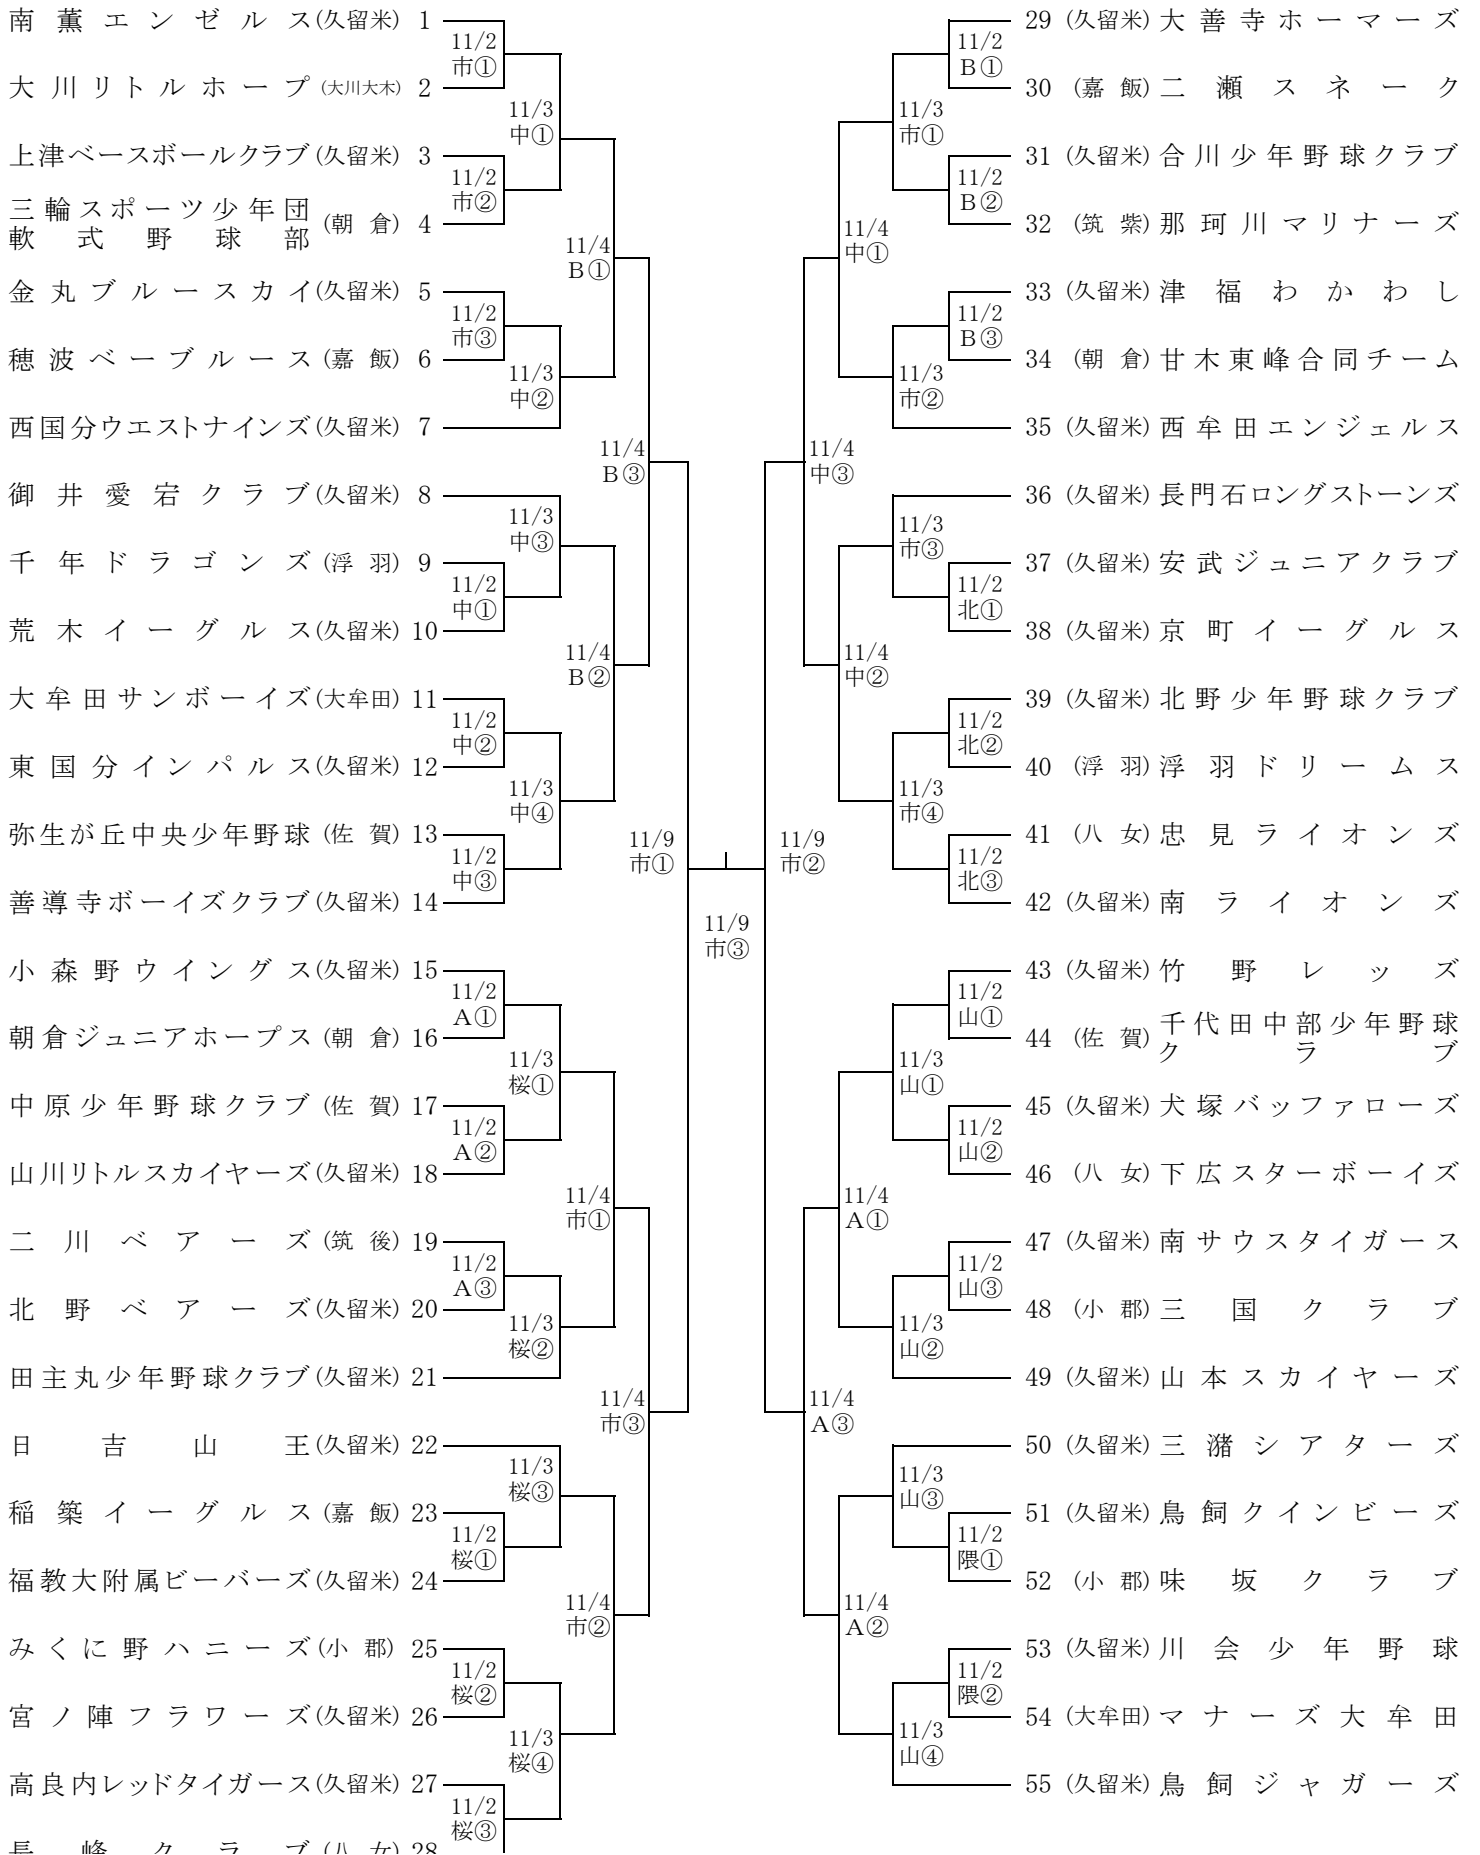 南薫エンゼルス(久留米) 1
大川リトルホープ(大川大木) 2
上津ベースボールクラブ(久留米) 3
三輪スポーツ少年団
軟式野球部(朝倉) 4
金丸ブルースカイ(久留米) 5
穂波ベーブルース(嘉飯) 6
西国分ウエストナインズ(久留米) 7
御井愛宕クラブ(久留米) 8
千年ドラゴンズ(浮羽) 9
荒木イーグルス(久留米) 10
大牟田サンボーイズ(大牟田) 11
東国分インパルス(久留米) 12
弥生が丘中央少年野球(佐賀) 13
善導寺ボーイズクラブ(久留米) 14
小森野ウイングス(久留米) 15
朝倉ジュニアホープス(朝倉) 16
中原少年野球クラブ(佐賀) 17
山川リトルスカイヤーズ(久留米) 18
二川ベアーズ(筑後) 19
北野ベアーズ(久留米) 20
田主丸少年野球クラブ(久留米) 21
日吉山王(久留米) 22
稲築イーグルス(嘉飯) 23
福教大附属ビーバーズ(久留米) 24
みくに野ハニーズ(小郡) 25
宮ノ陣フラワーズ(久留米) 26
高良内レッドタイガース(久留米) 27
長峰クラブ(八女) 28
11/2
市①
11/2
市②
11/2
市③
11/2
中①
11/2
中②
11/2
中③
11/2
A①
11/2
A②
11/2
A③
11/2
桜①
11/2
桜②
11/2
桜③
11/3
中①
11/3
中②
11/3
中③
11/3
中④
11/3
桜①
11/3
桜②
11/3
桜③
11/3
桜④
11/4
B①
11/4
B②
11/4
市①
11/4
市②
11/4
B③
11/4
市③
11/9
市①
11/9
市③
11/9
市②
11/4
中③
11/4
A③
11/4
中①
11/4
中②
11/4
A①
11/4
A②
11/3
市①
11/3
市②
11/3
市③
11/3
市④
11/3
山①
11/3
山②
11/3
山③
11/3
山④
11/2
B①
11/2
B②
11/2
B③
11/2
北①
11/2
北②
11/2
北③
11/2
山①
11/2
山②
11/2
山③
11/2
隈①
11/2
隈②
29 (久留米)大善寺ホーマーズ
30 (嘉飯)二瀬スネーク
31 (久留米)合川少年野球クラブ
32 (筑紫)那珂川マリナーズ
33 (久留米)津福わかわし
34 (朝倉)甘木東峰合同チーム
35 (久留米)西牟田エンジェルス
36 (久留米)長門石ロングストーンズ
37 (久留米)安武ジュニアクラブ
38 (久留米)京町イーグルス
39 (久留米)北野少年野球クラブ
40 (浮羽)浮羽ドリームス
41 (八女)忠見ライオンズ
42 (久留米)南ライオンズ
43 (久留米)竹野レッズ
44 (佐賀)千代田中部少年野球
クラブ
45 (久留米)犬塚バッファローズ
46 (八女)下広スターボーイズ
47 (久留米)南サウスタイガース
48 (小郡)三国クラブ
49 (久留米)山本スカイヤーズ
50 (久留米)三潴シアターズ
51 (久留米)鳥飼クインビーズ
52 (小郡)味坂クラブ
53 (久留米)川会少年野球
54 (大牟田)マナーズ大牟田
55 (久留米)鳥飼ジャガーズ